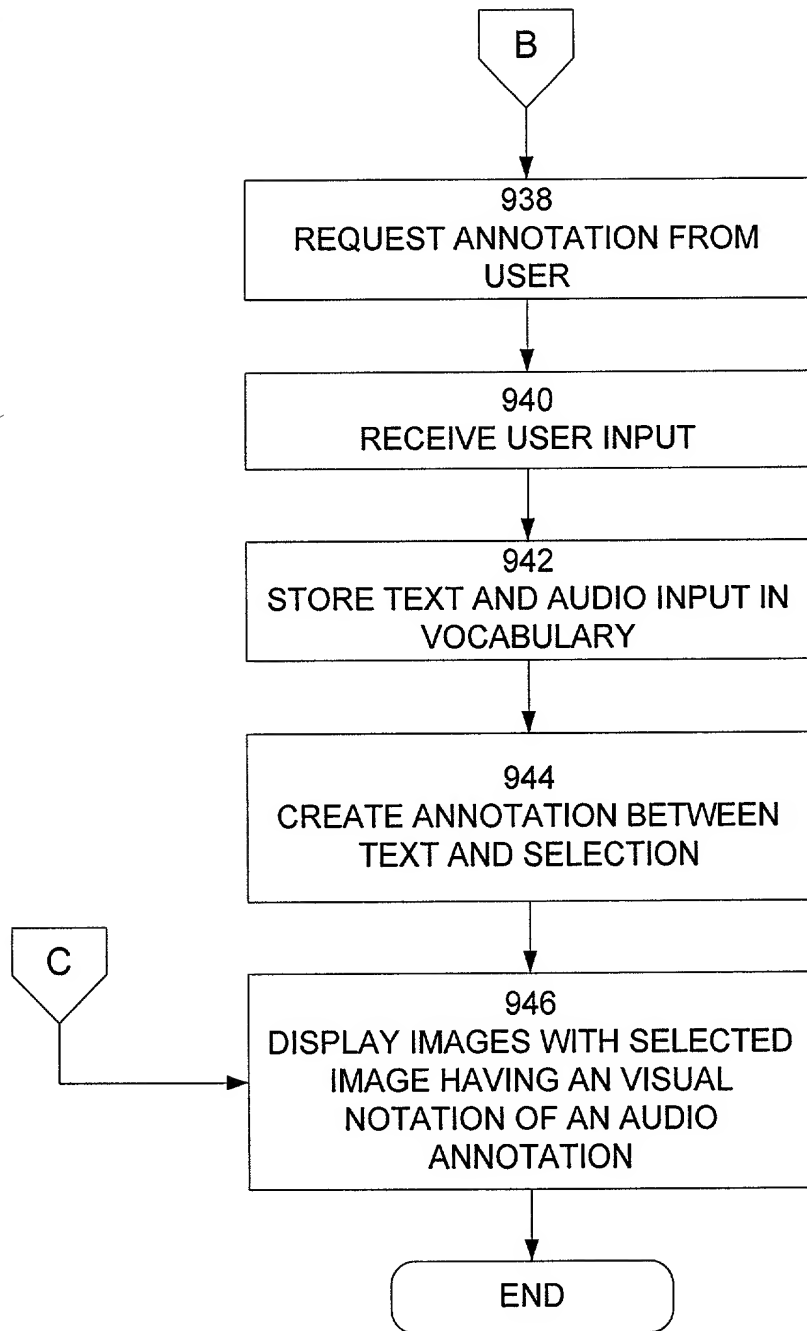 B
938
REQUEST ANNOTATION FROM
USER
940
RECEIVE USER INPUT
942
STORE TEXT AND AUDIO INPUT IN
VOCABULARY
944
CREATE ANNOTATION BETWEEN
TEXT AND SELECTION
C
946
DISPLAY IMAGES WITH SELECTED
IMAGE HAVING AN VISUAL
NOTATION OF AN AUDIO
ANNOTATION
END